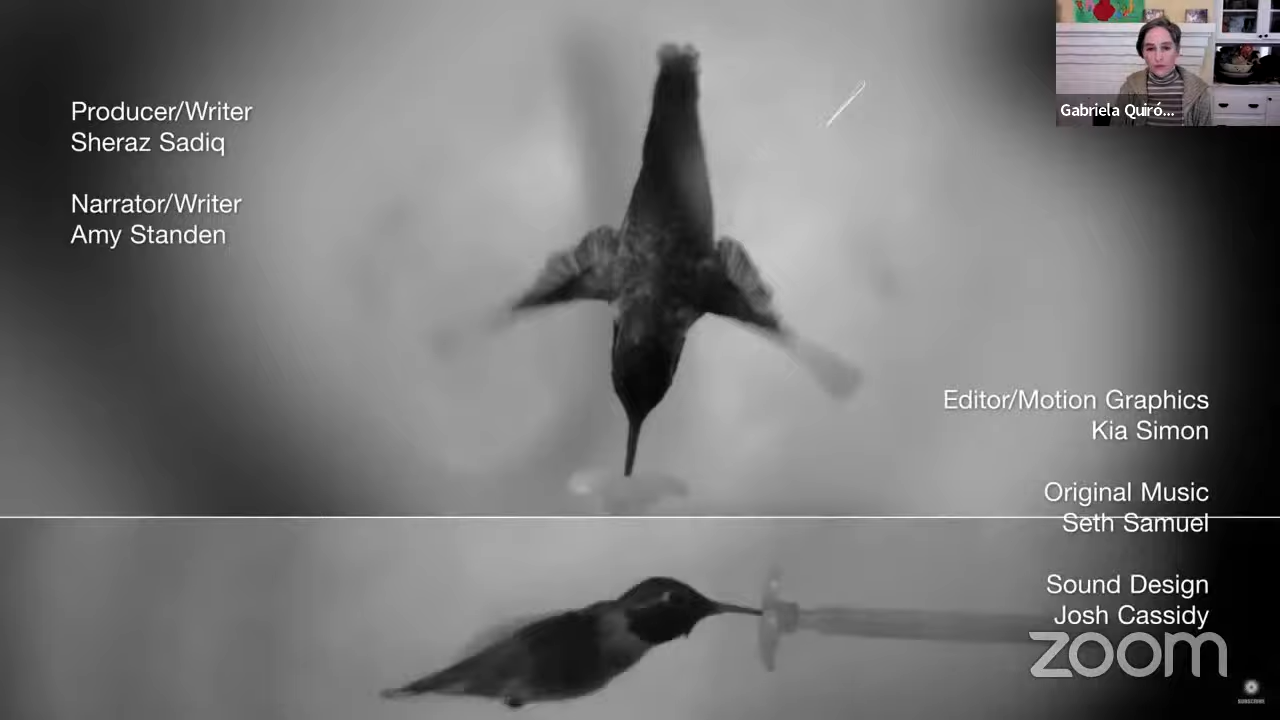 Producer/Writer
Sheraz Sadiq
Narrator/Writer
Amy Standen
Gabriela Quiró...
Editor/Motion Graphics
Kia Simon
Original Music
Seth Samuel
Sound Design
Josh Cassidy
zoom
SUBSCRIBE